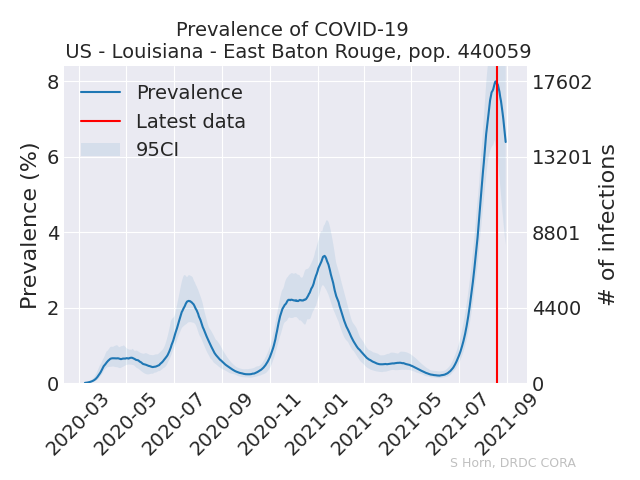 Prevalence of COVID-19
US - Louisiana - East Baton Rouge, pop. 440059
Prevalence
Latest data
95CI
Prevalence (%)
8
6
4
2
0
17602
13201
8801
4400
0
# of infections
2020-03
2020-05
2020-07
2020-09
2020-11
2021-01
2021-03
2021-05
2021-07
2021-09
S Horn, DRDC CORA